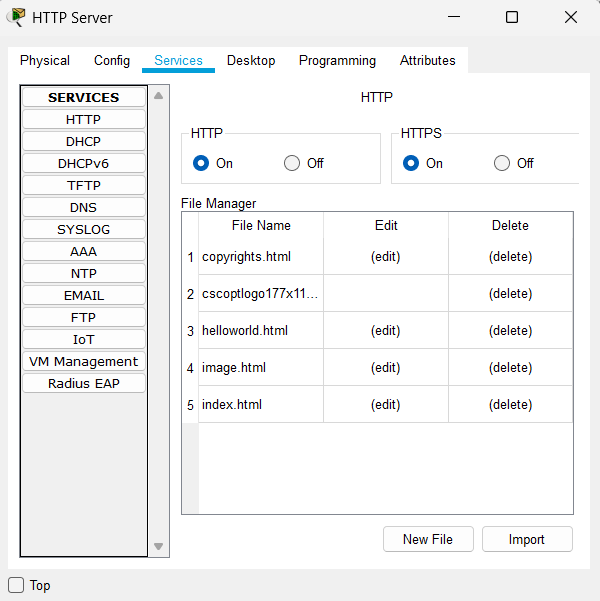 HTTP Server
Physical Config Services Desktop Programming Attributes
SERVICES
HTTP
DHCP
DHCPv6
TFTP
DNS
SYSLOG
AAA
NTP
EMAIL
FTP
IoT
VM Management
Radius EAP
HTTP
HTTP HTTPS
On Off On Off
File Manager
File Name Edit Delete
1 copyrights.html (edit) (delete)
2 cscoptlogo177x11... (delete)
3 helloworld.html (edit) (delete)
4 image.html (edit) (delete)
5 index.html (edit) (delete)
New File Import
Top